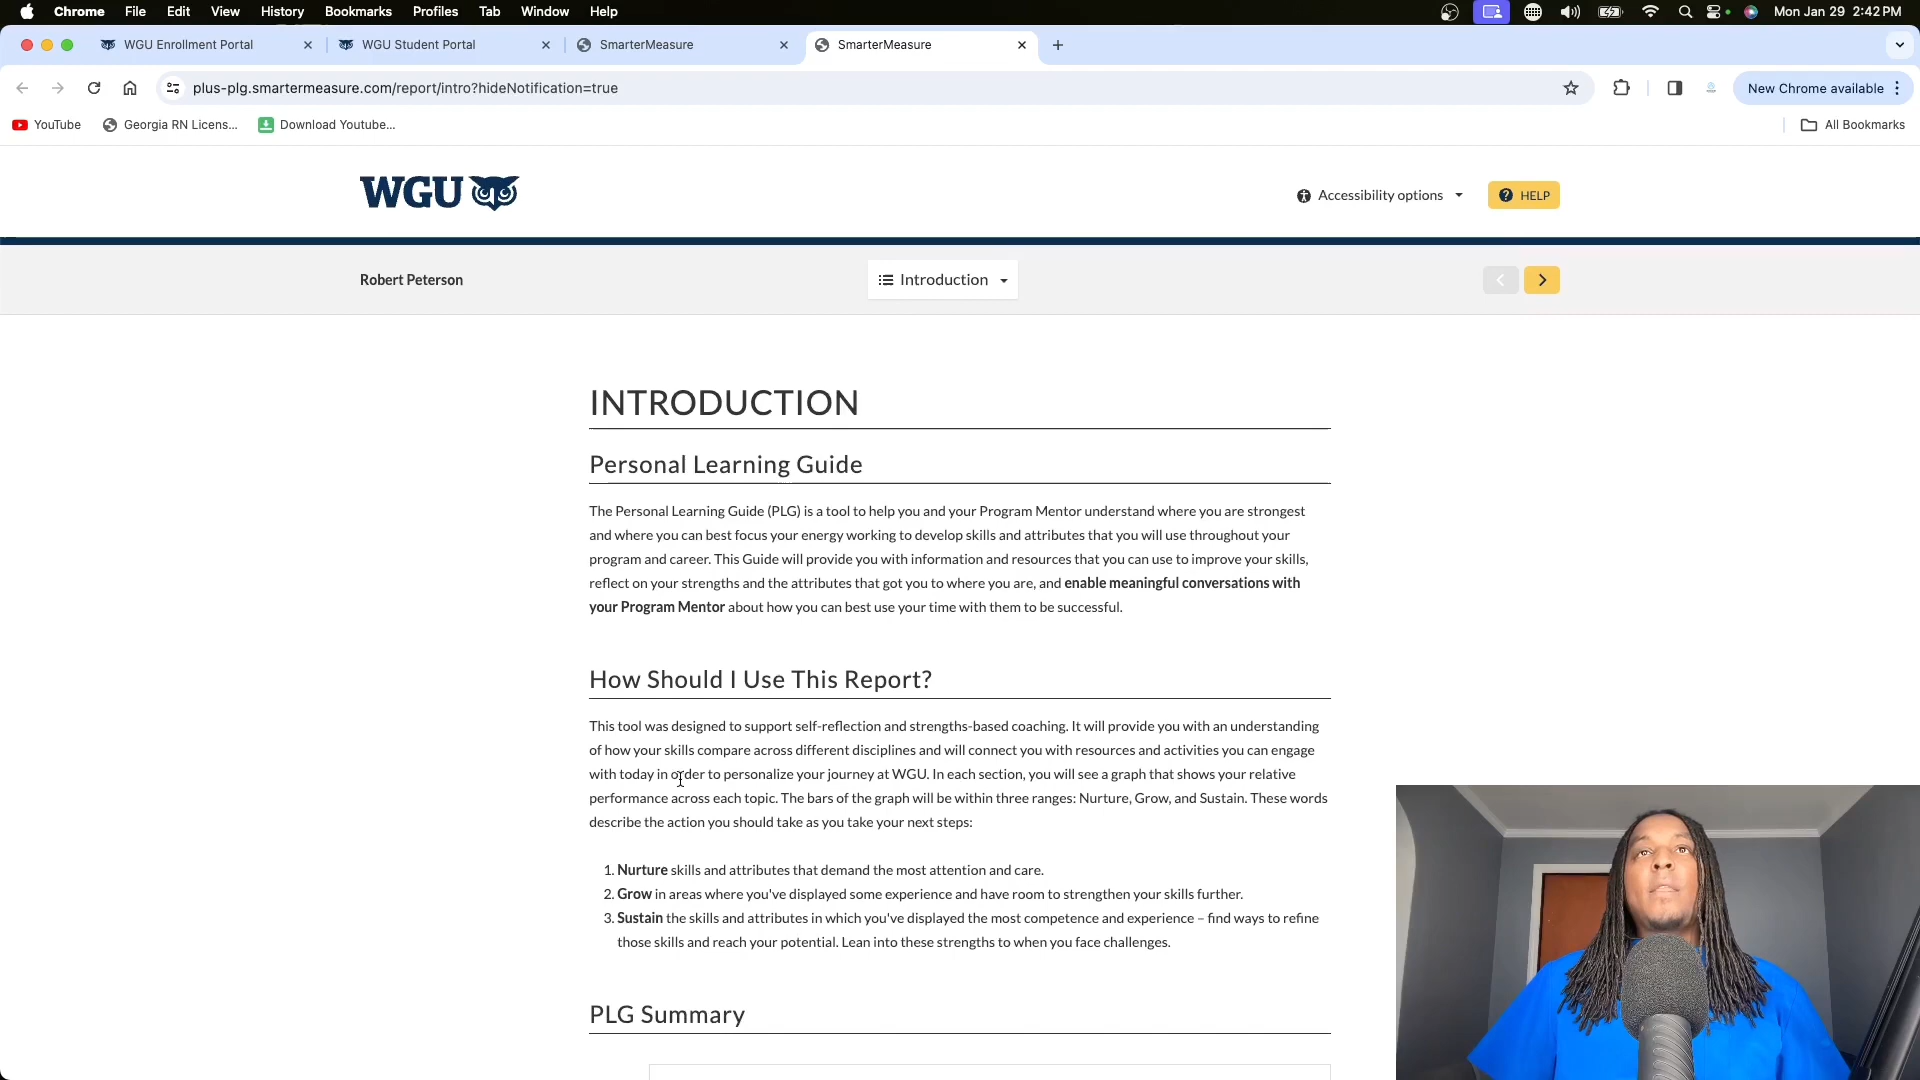 Chrome File Edit View History Bookmarks Profiles Tab Window Help Mon Jan 29 2:42 PM
WGU Enrollment Portal WGU Student Portal SmarterMeasure SmarterMeasure
plus-plg.smartermeasure.com/report/intro?hideNotification=true New Chrome available
YouTube Georgia RN Licens... Download Youtube... All Bookmarks
WGU Accessibility options HELP
Robert Peterson Introduction
INTRODUCTION
Personal Learning Guide
The Personal Learning Guide (PLG) is a tool to help you and your Program Mentor understand where you are strongest
and where you can best focus your energy working to develop skills and attributes that you will use throughout your
program and career. This Guide will provide you with information and resources that you can use to improve your skills,
reflect on your strengths and the attributes that got you to where you are, and enable meaningful conversations with
your Program Mentor about how you can best use your time with them to be successful.
How Should I Use This Report?
This tool was designed to support self-reflection and strengths-based coaching. It will provide you with an understanding
of how your skills compare across different disciplines and will connect you with resources and activities you can engage
with today in order to personalize your journey at WGU. In each section, you will see a graph that shows your relative
performance across each topic. The bars of the graph will be within three ranges: Nurture, Grow, and Sustain. These words
describe the action you should take as you take your next steps:
1. Nurture skills and attributes that demand the most attention and care.
2. Grow in areas where you've displayed some experience and have room to strengthen your skills further.
3. Sustain the skills and attributes in which you've displayed the most competence and experience – find ways to refine
those skills and reach your potential. Lean into these strengths to when you face challenges.
PLG Summary